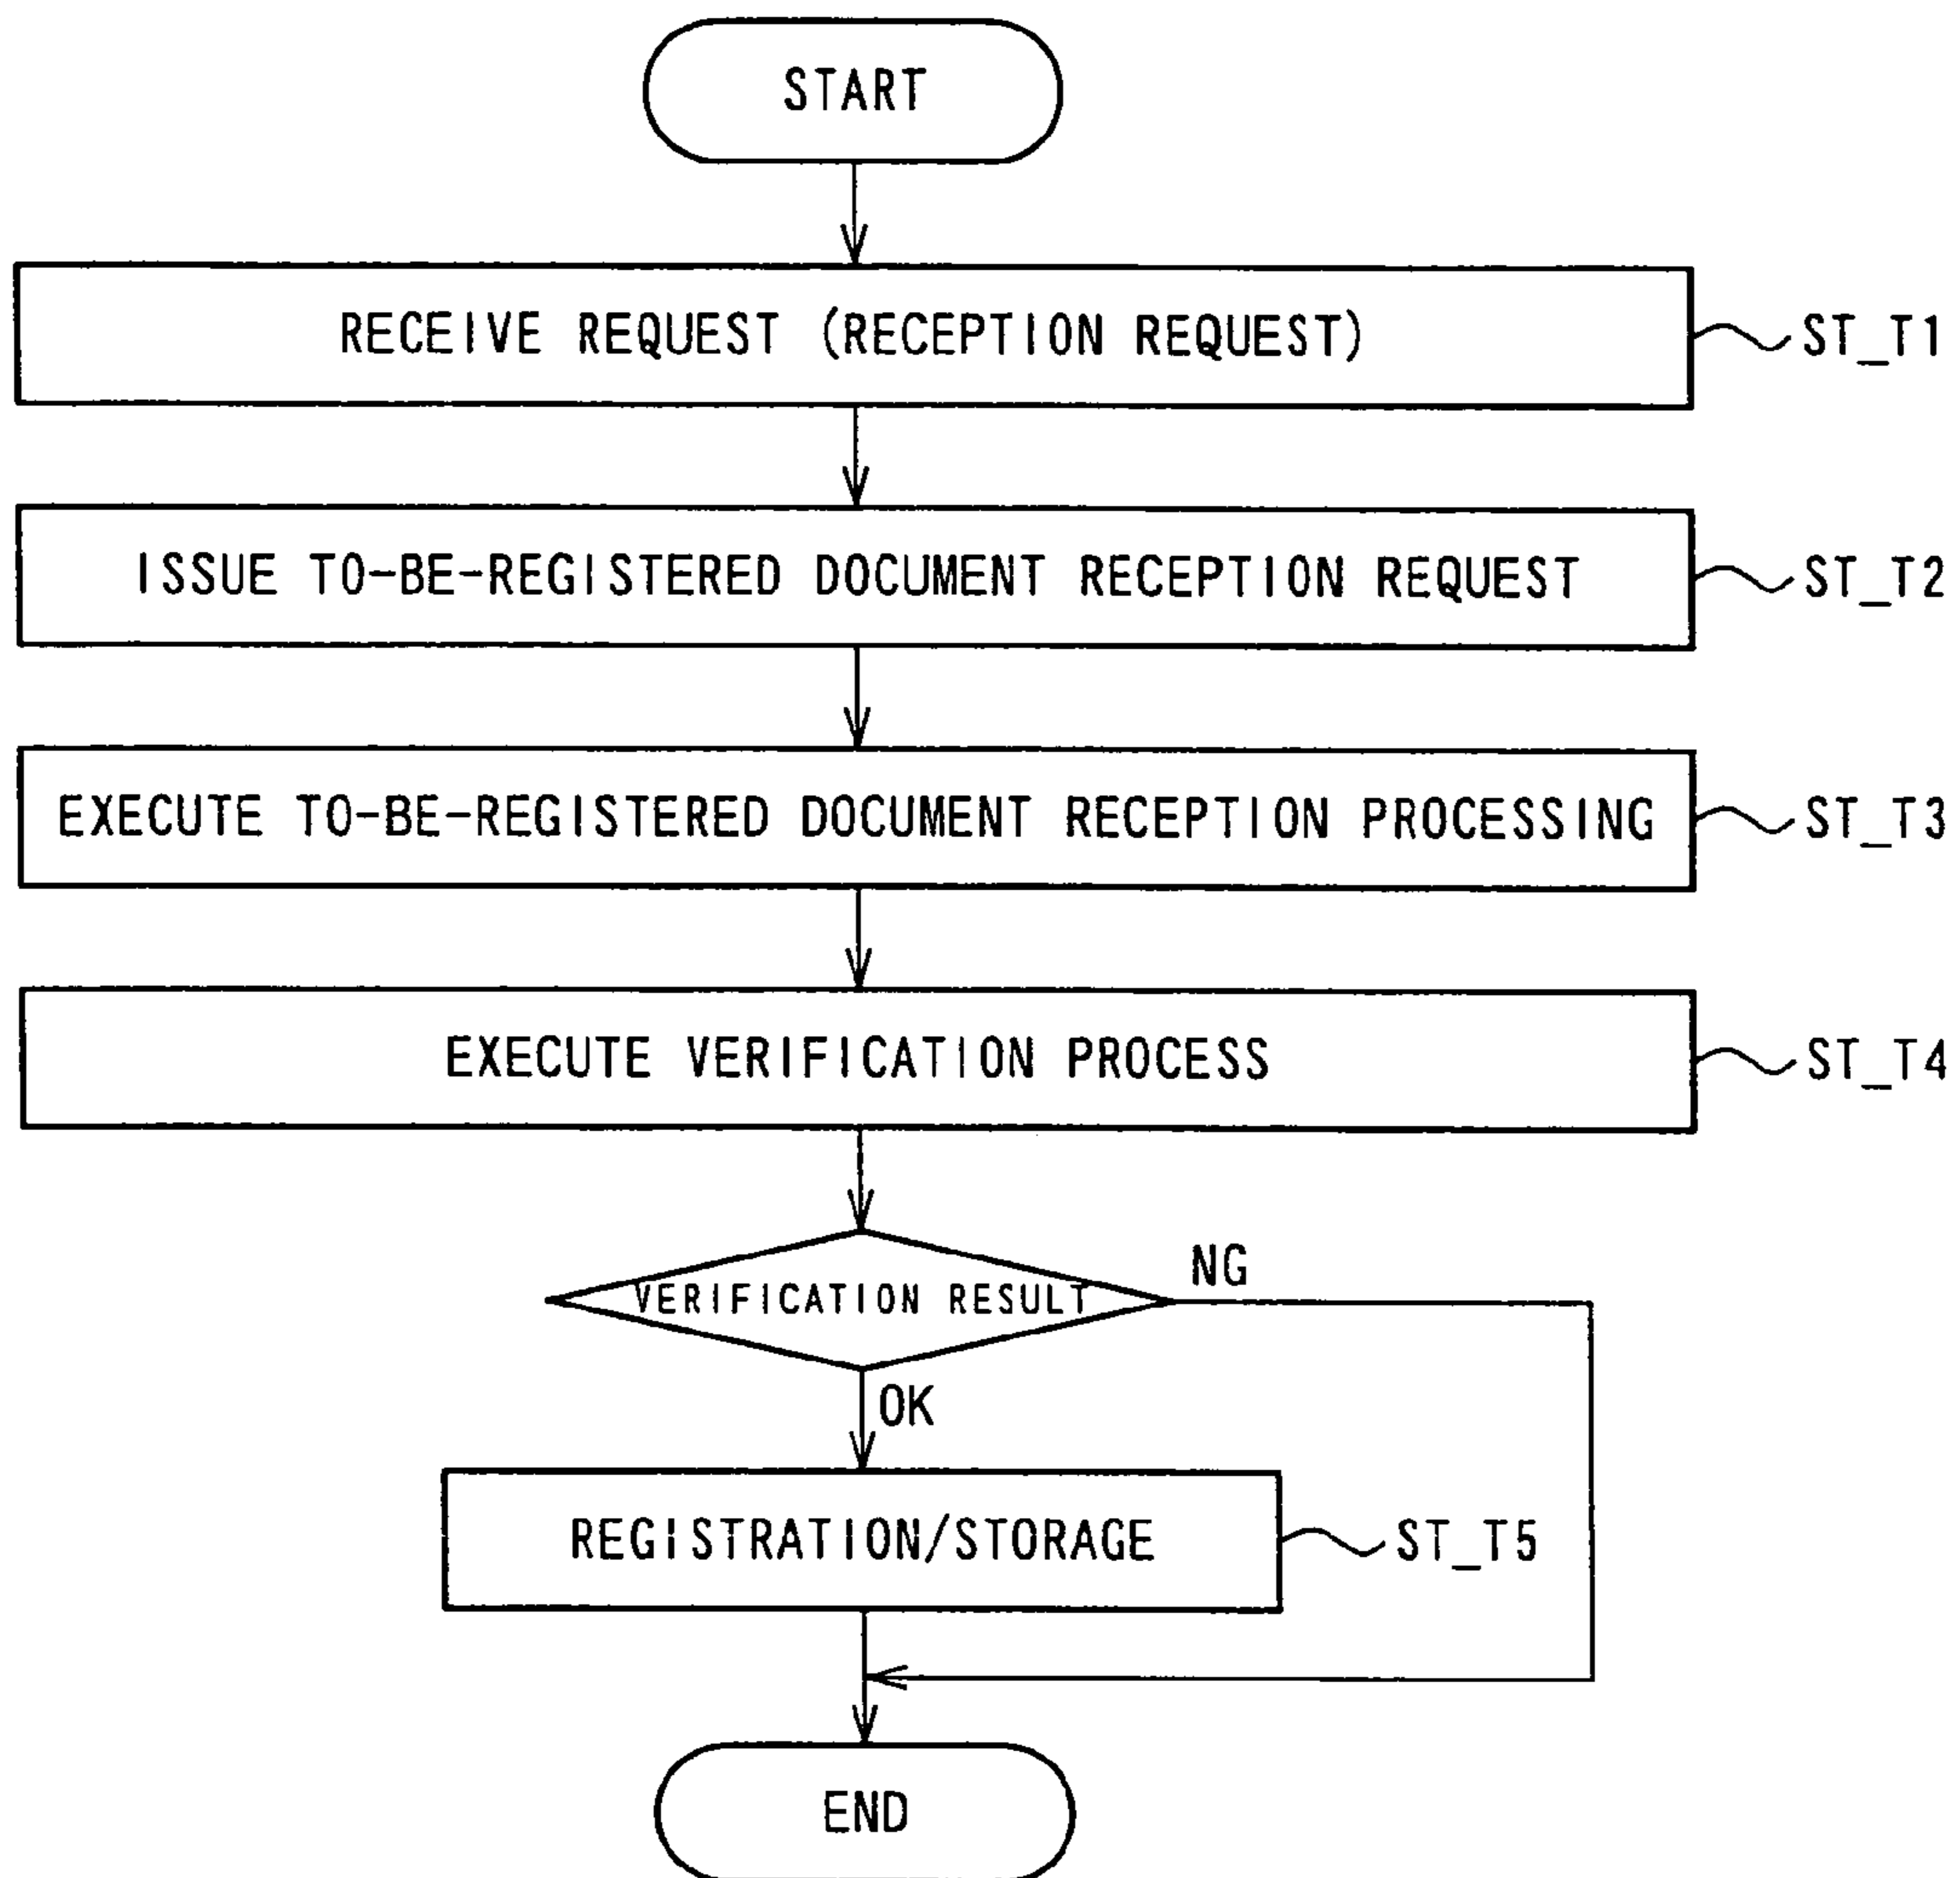 START
RECEIVE REQUEST (RECEPTION REQUEST)
ST_T1
ISSUE TO-BE-REGISTERED DOCUMENT RECEPTION REQUEST
ST_T2
EXECUTE TO-BE-REGISTERED DOCUMENT RECEPTION PROCESSING
ST_T3
EXECUTE VERIFICATION PROCESS
ST_T4
VERIFICATION RESULT
NG
OK
REGISTRATION/STORAGE
ST_T5
END